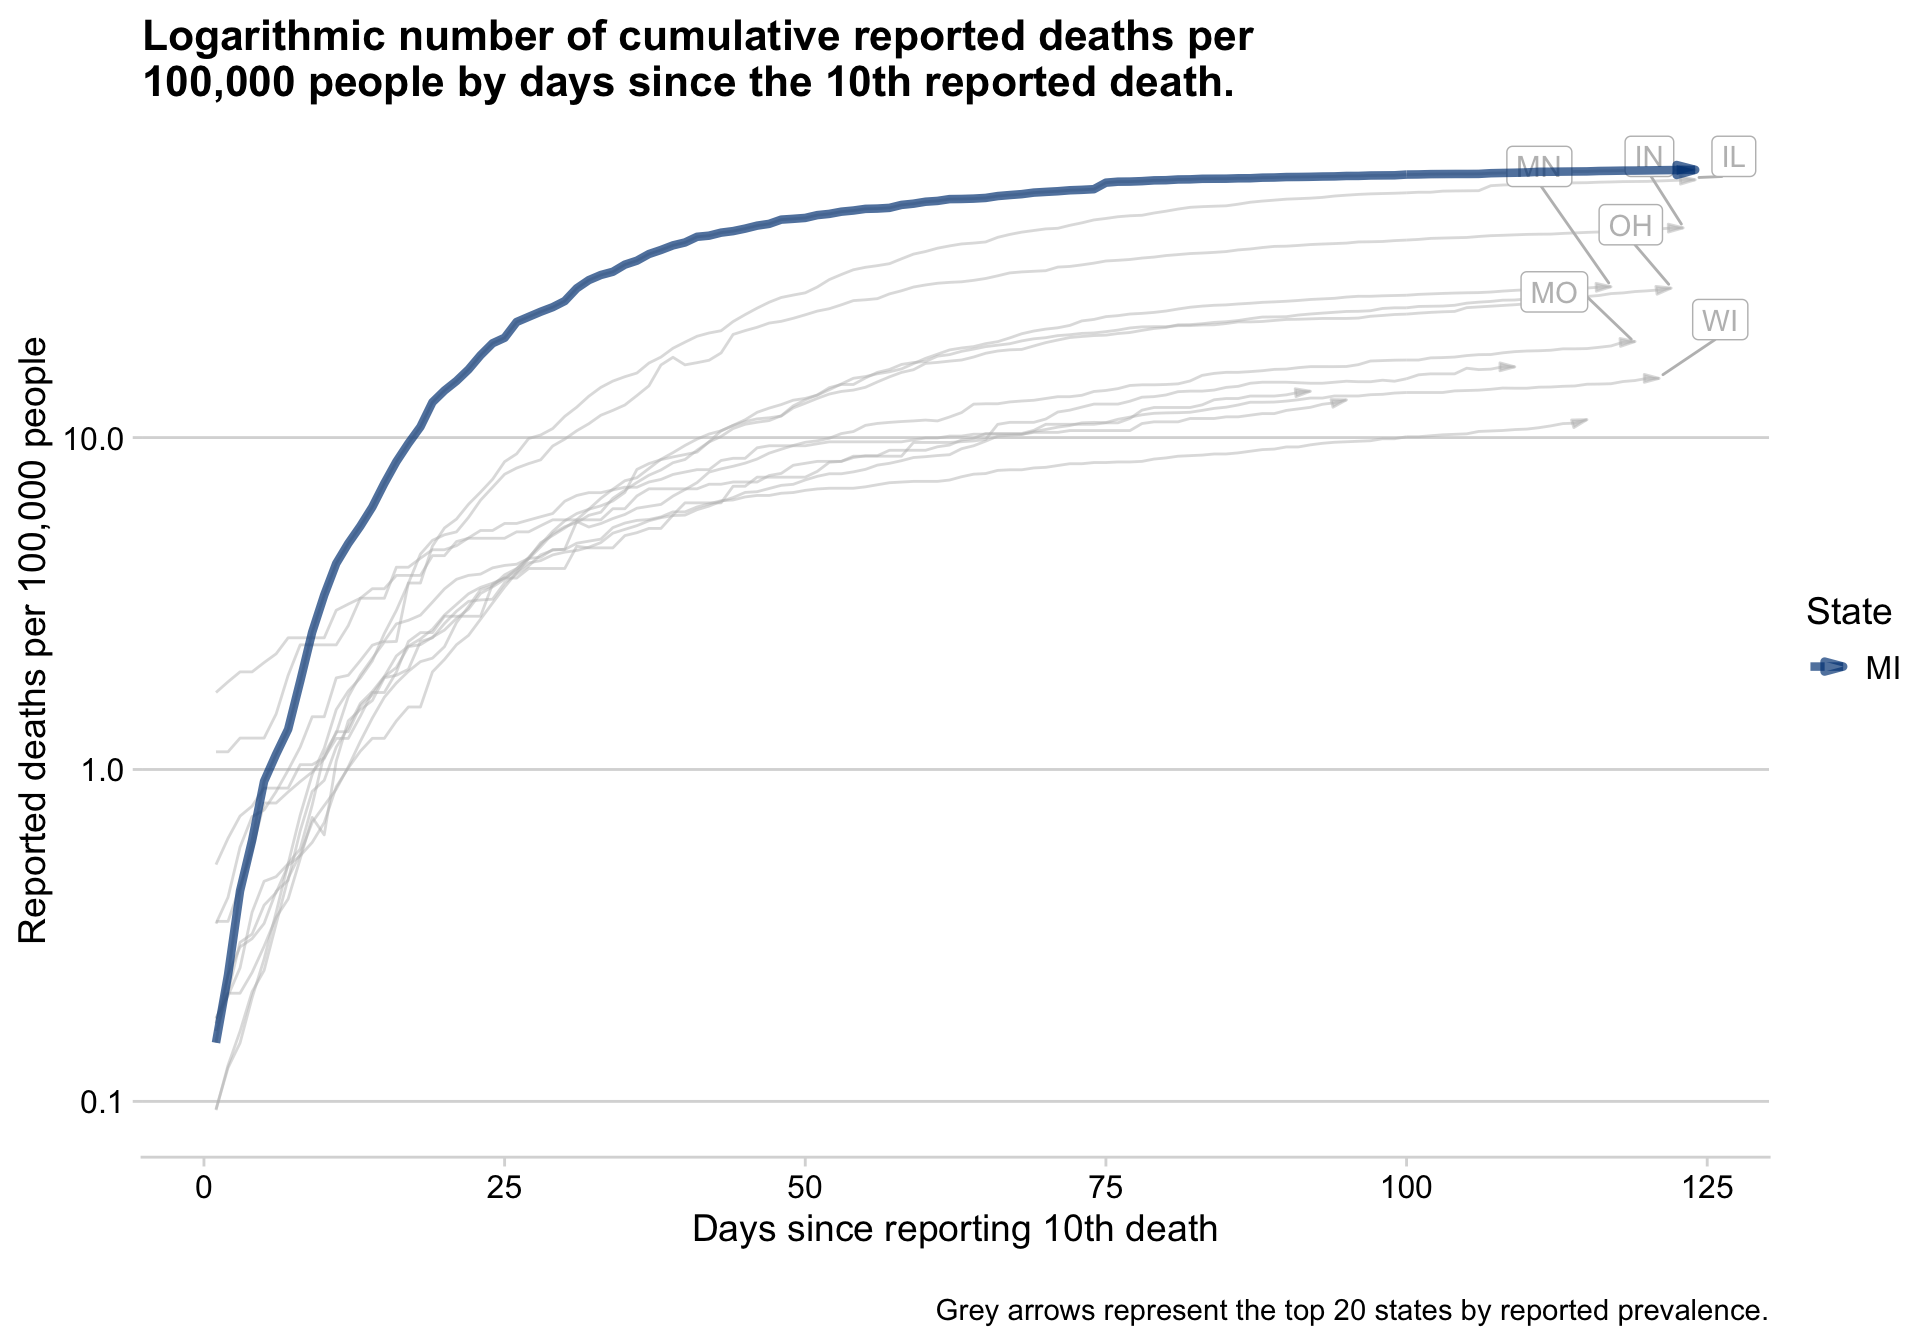 Logarithmic number of cumulative reported deaths per
100,000 people by days since the 10th reported death.
MN
IN
IL
OH
MO
WI
Reported deaths per 100,000 people
10.0
1.0
0.1
State
MI
0
25
50
75
100
125
Days since reporting 10th death
Grey arrows represent the top 20 states by reported prevalence.